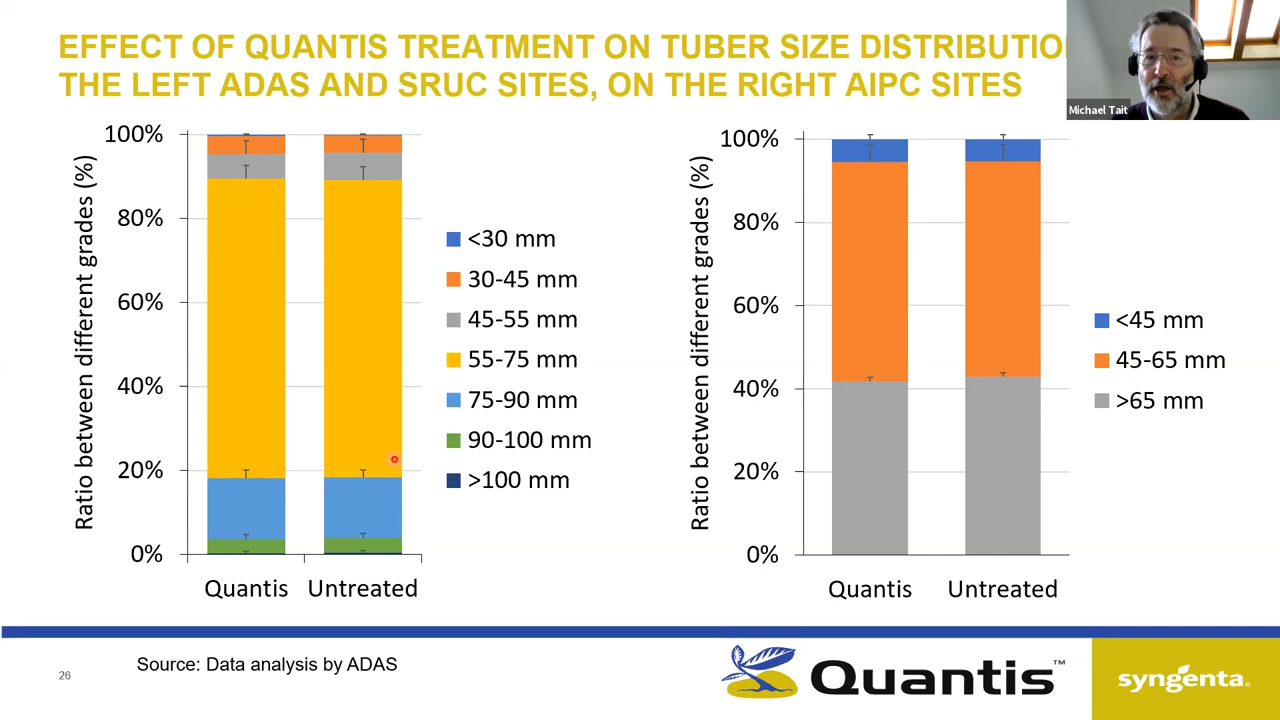 EFFECT OF QUANTIS TREATMENT ON TUBER SIZE
THE LEFT ADAS AND SRUC SITES, ON THE RIGHT AIPC SITES
Michael Tait
Ratio between different grades (%)
100%
80%
60%
40%
20%
0%
Quantis Untreated
<30 mm
30-45 mm
45-55 mm
55-75 mm
75-90 mm
90-100 mm
>100 mm
Ratio between different grades (%)
100%
80%
60%
40%
20%
0%
Quantis Untreated
<45 mm
45-65 mm
>65 mm
26
Source: Data analysis by ADAS
Quantis™
syngenta®